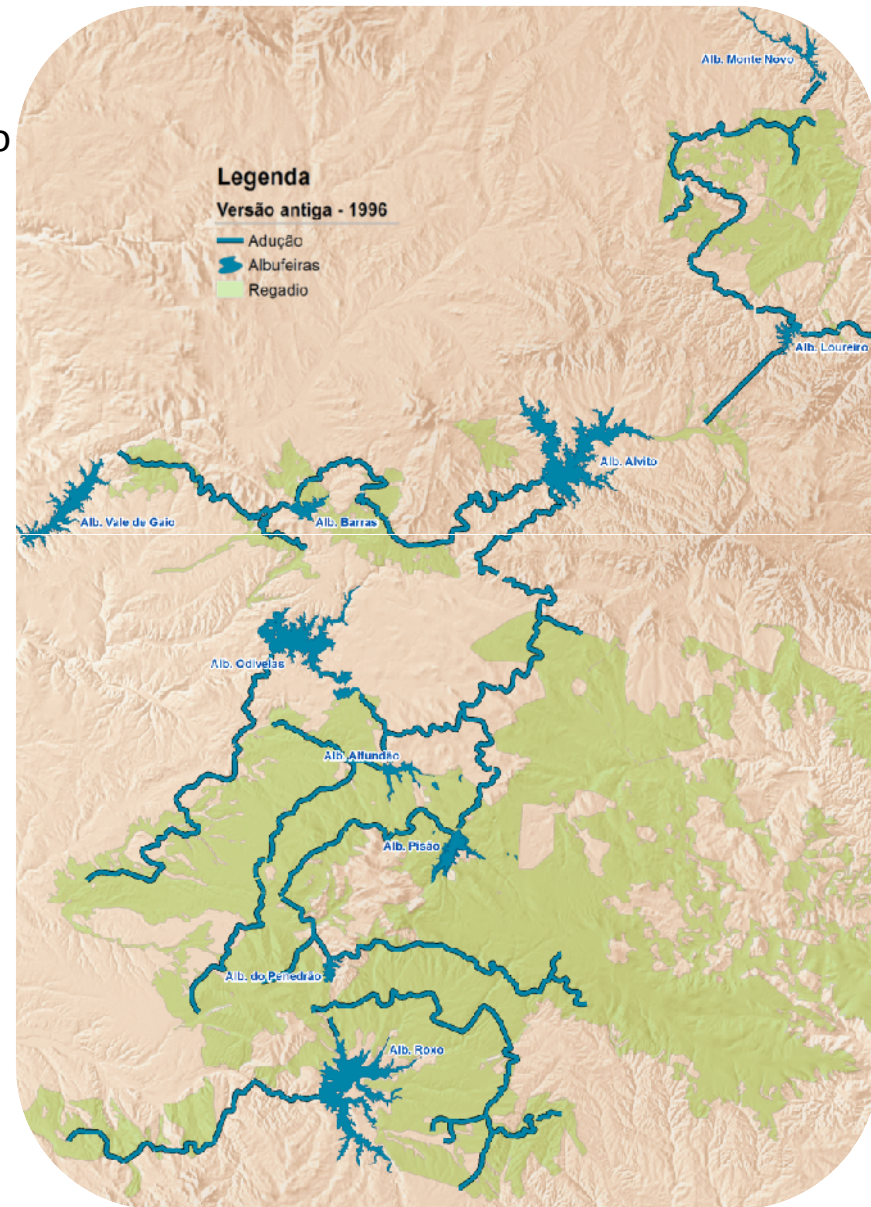 Alb. Monte Novo
o
Legenda
Versão antiga - 1996
Adução
Albufeiras
Regadio
Alb. Loureiro
Alb. Alvito
Alb. Vale de Gaio
Alb. Barras
Alb. Odivelas
Alb. Alfundão
Alb. Pisão
Alb. do Penedrão
Alb. Roxo